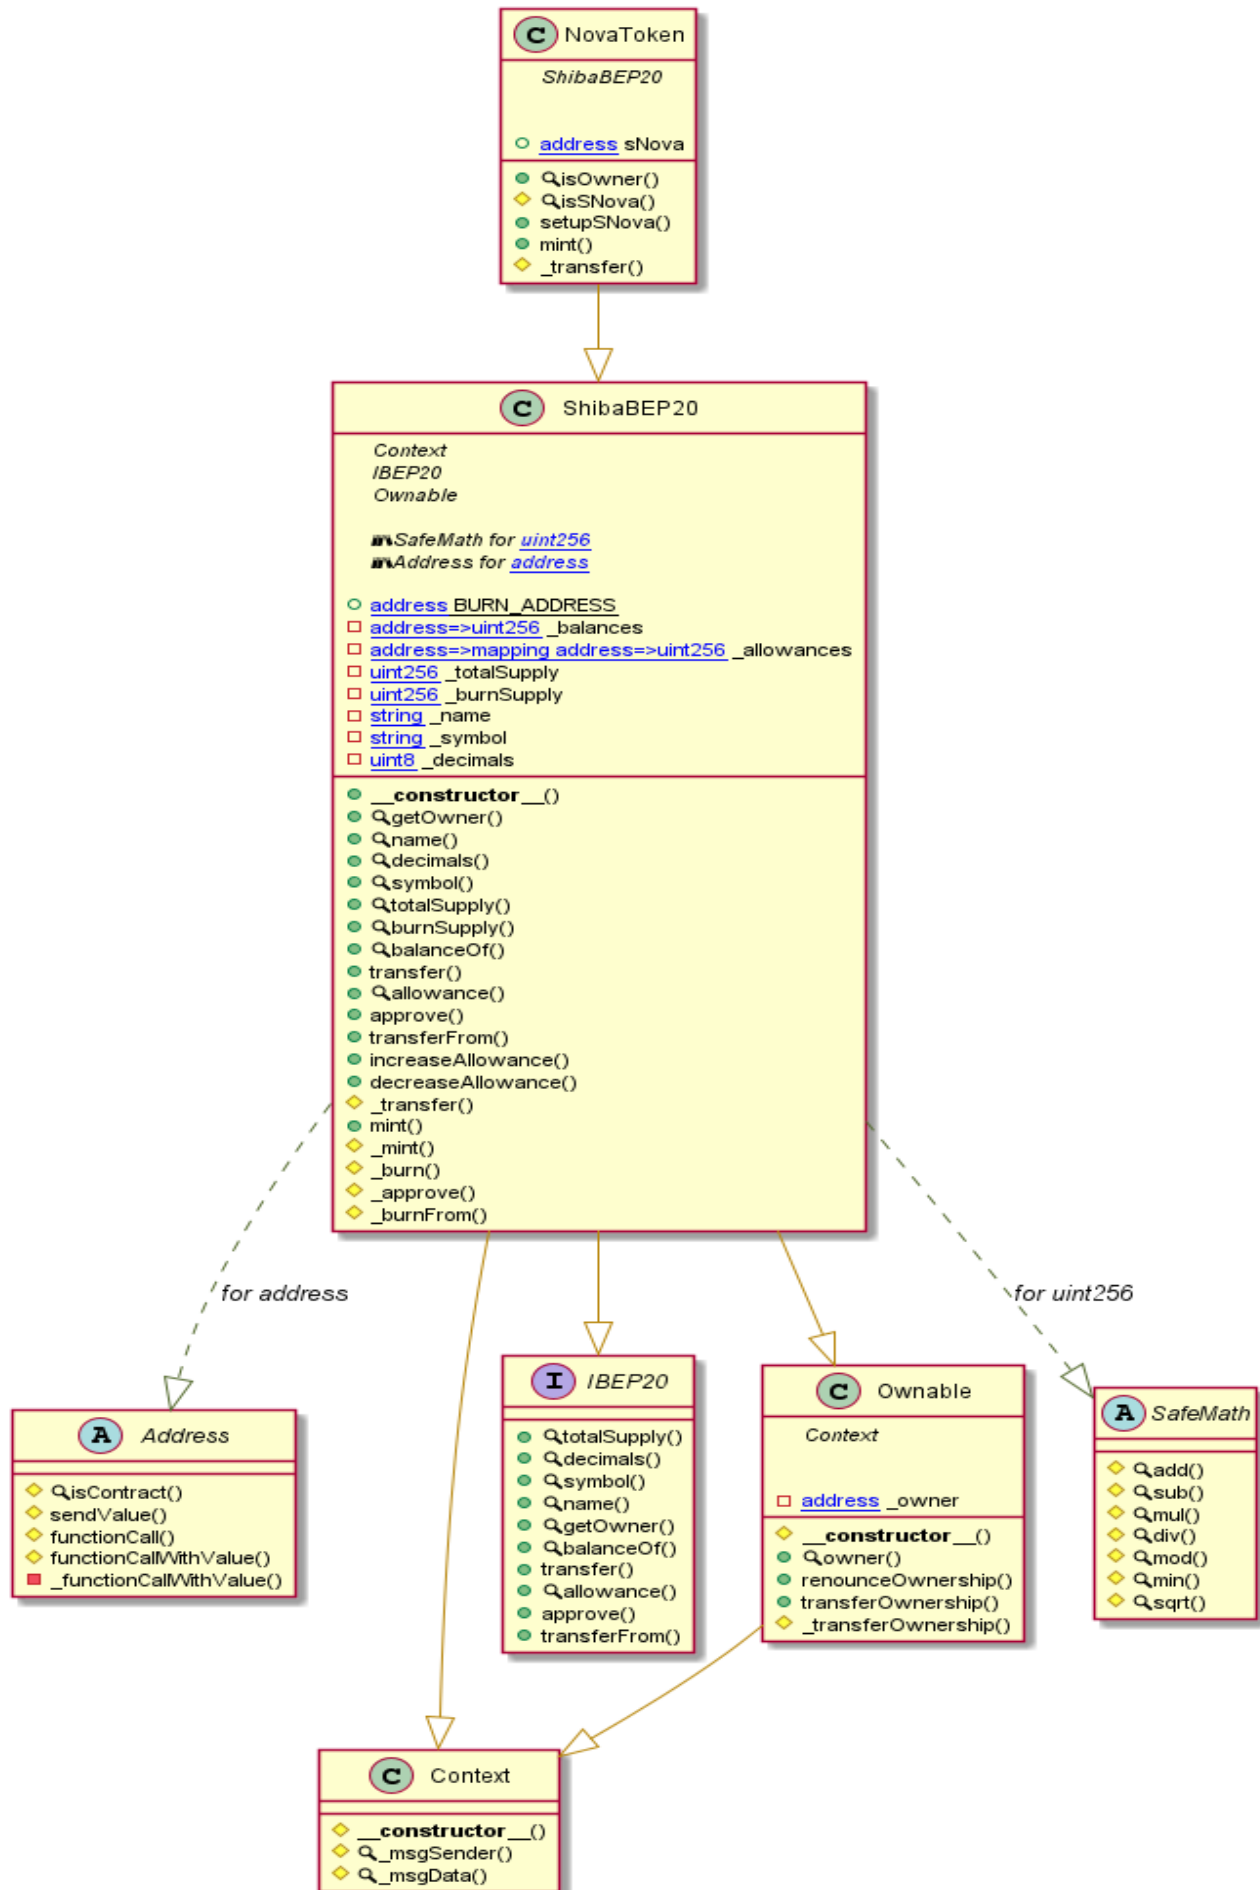 C NovaToken
ShibaBEP20
address sNova
isOwner()
isSNova()
setupSNova()
mint()
_transfer()
C ShibaBEP20
Context
IBEP20
Ownable
SafeMath for uint256
Address for address
address BURN_ADDRESS
address=>uint256 _balances
address=>mapping address=>uint256 _allowances
uint256 _totalSupply
uint256 _burnSupply
string _name
string _symbol
uint8 _decimals
__constructor__()
getOwner()
name()
decimals()
symbol()
totalSupply()
burnSupply()
balanceOf()
transfer()
allowance()
approve()
transferFrom()
increaseAllowance()
decreaseAllowance()
_transfer()
mint()
_mint()
_burn()
_approve()
_burnFrom()
for address
for uint256
A Address
isContract()
sendValue()
functionCall()
functionCallWithValue()
_functionCallWithValue()
I IBEP20
totalSupply()
decimals()
symbol()
name()
getOwner()
balanceOf()
transfer()
allowance()
approve()
transferFrom()
C Ownable
Context
address _owner
__constructor__()
owner()
renounceOwnership()
transferOwnership()
_transferOwnership()
A SafeMath
add()
sub()
mul()
div()
mod()
min()
sqrt()
C Context
__constructor__()
_msgSender()
_msgData()